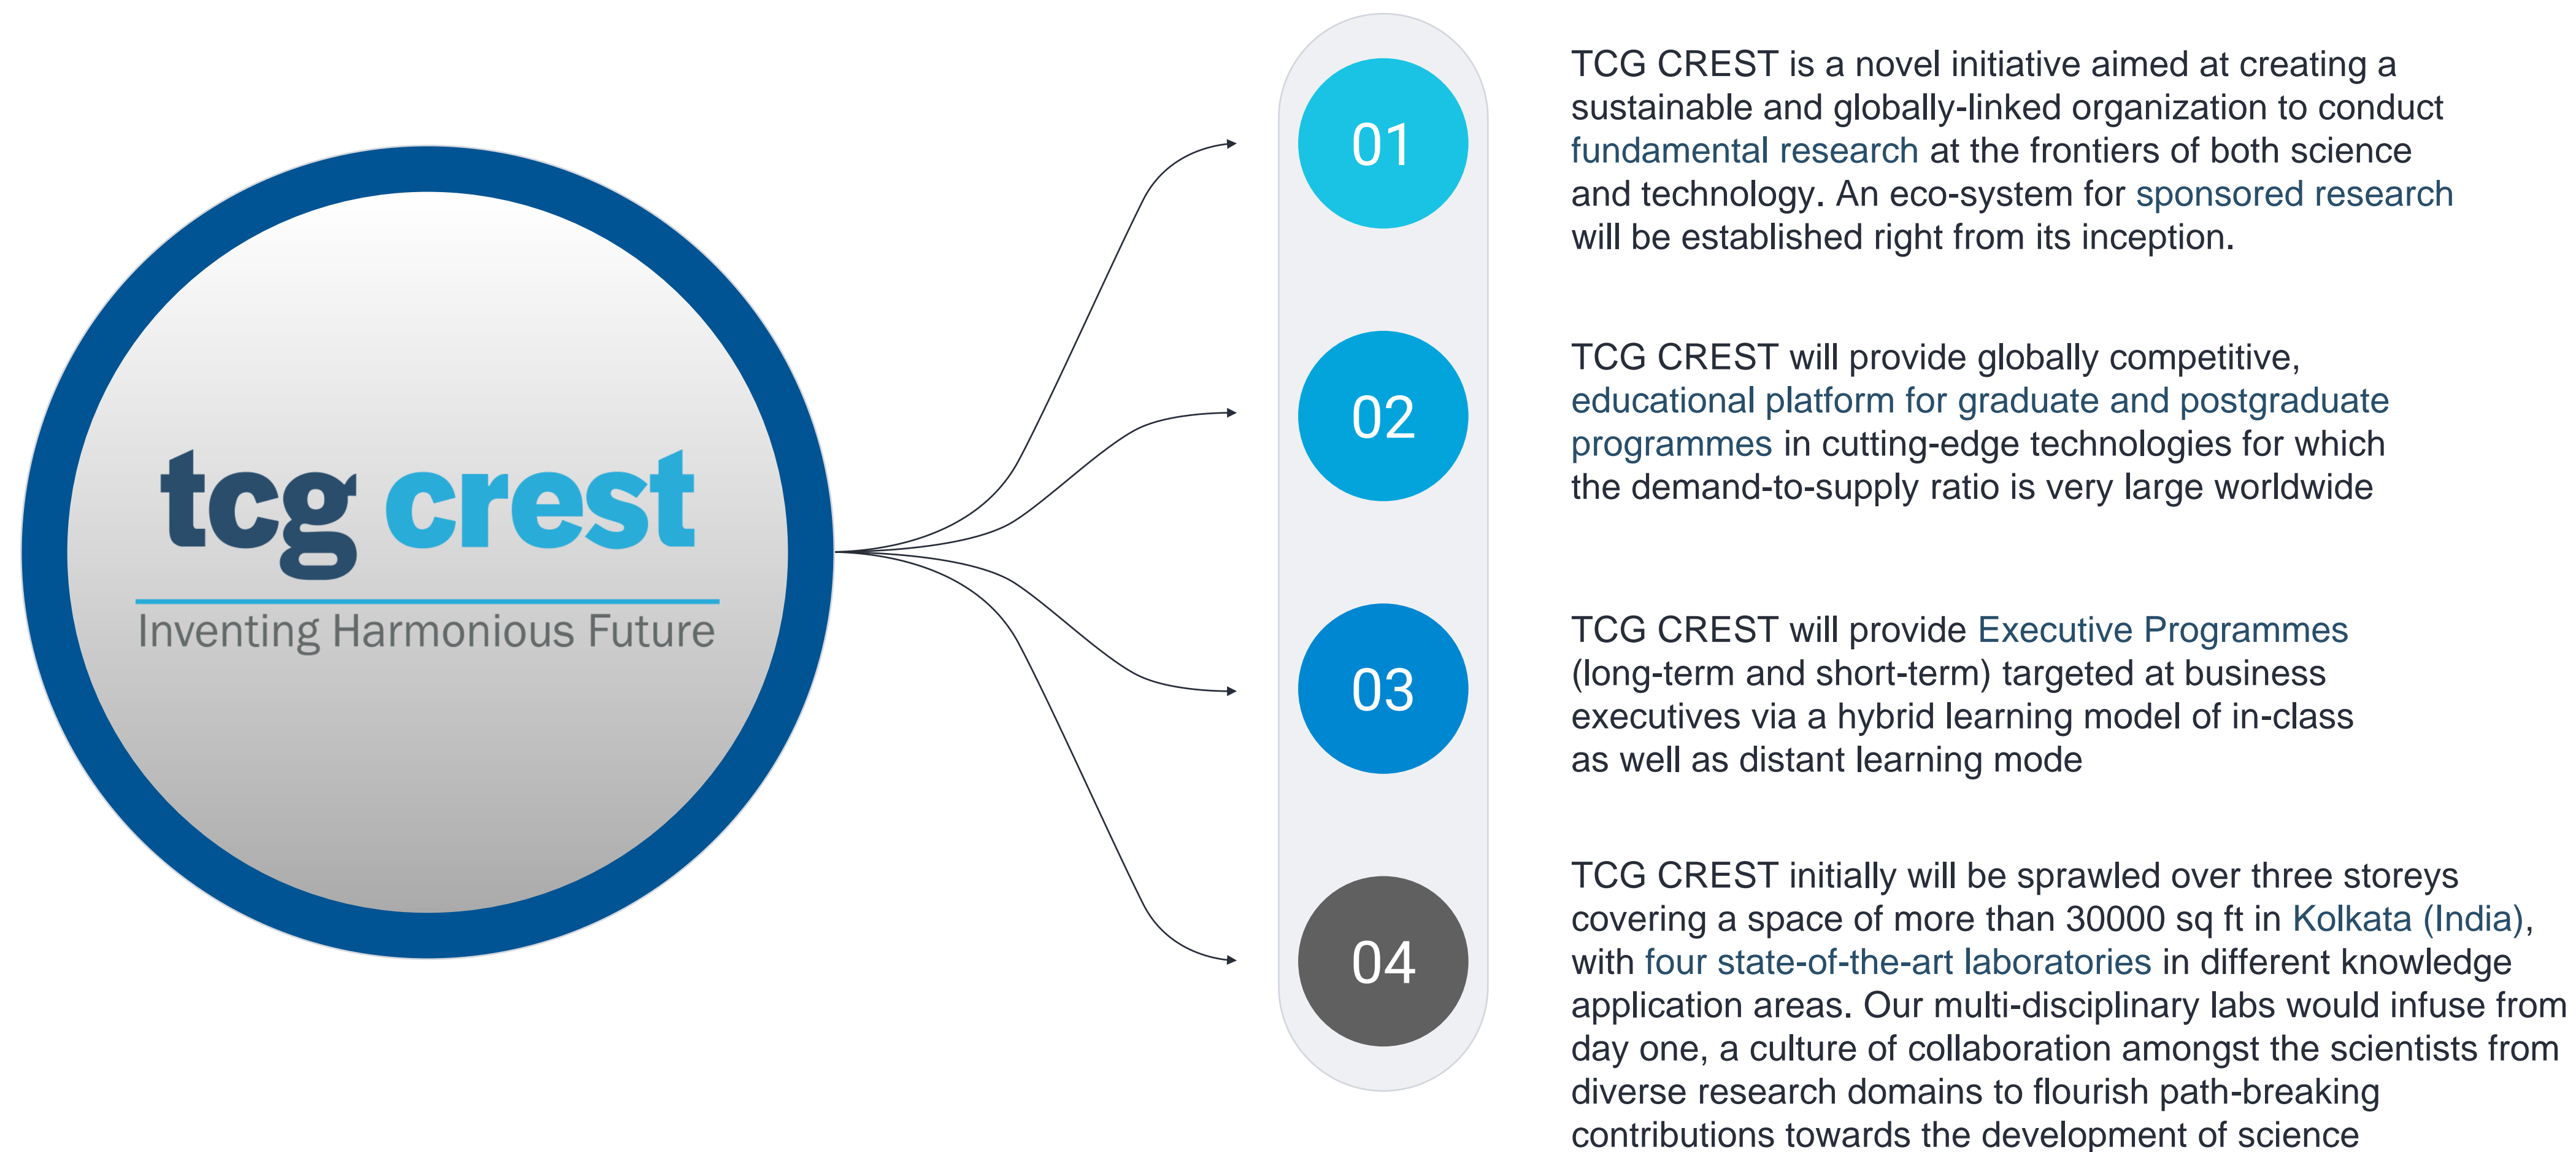 tcg crest
Inventing Harmonious Future
01
TCG CREST is a novel initiative aimed at creating a
sustainable and globally-linked organization to conduct
fundamental research at the frontiers of both science
and technology. An eco-system for sponsored research
will be established right from its inception.
02
TCG CREST will provide globally competitive,
educational platform for graduate and postgraduate
programmes in cutting-edge technologies for which
the demand-to-supply ratio is very large worldwide
03
TCG CREST will provide Executive Programmes
(long-term and short-term) targeted at business
executives via a hybrid learning model of in-class
as well as distant learning mode
04
TCG CREST initially will be sprawled over three storeys
covering a space of more than 30000 sq ft in Kolkata (India),
with four state-of-the-art laboratories in different knowledge
application areas. Our multi-disciplinary labs would infuse from
day one, a culture of collaboration amongst the scientists from
diverse research domains to flourish path-breaking
contributions towards the development of science